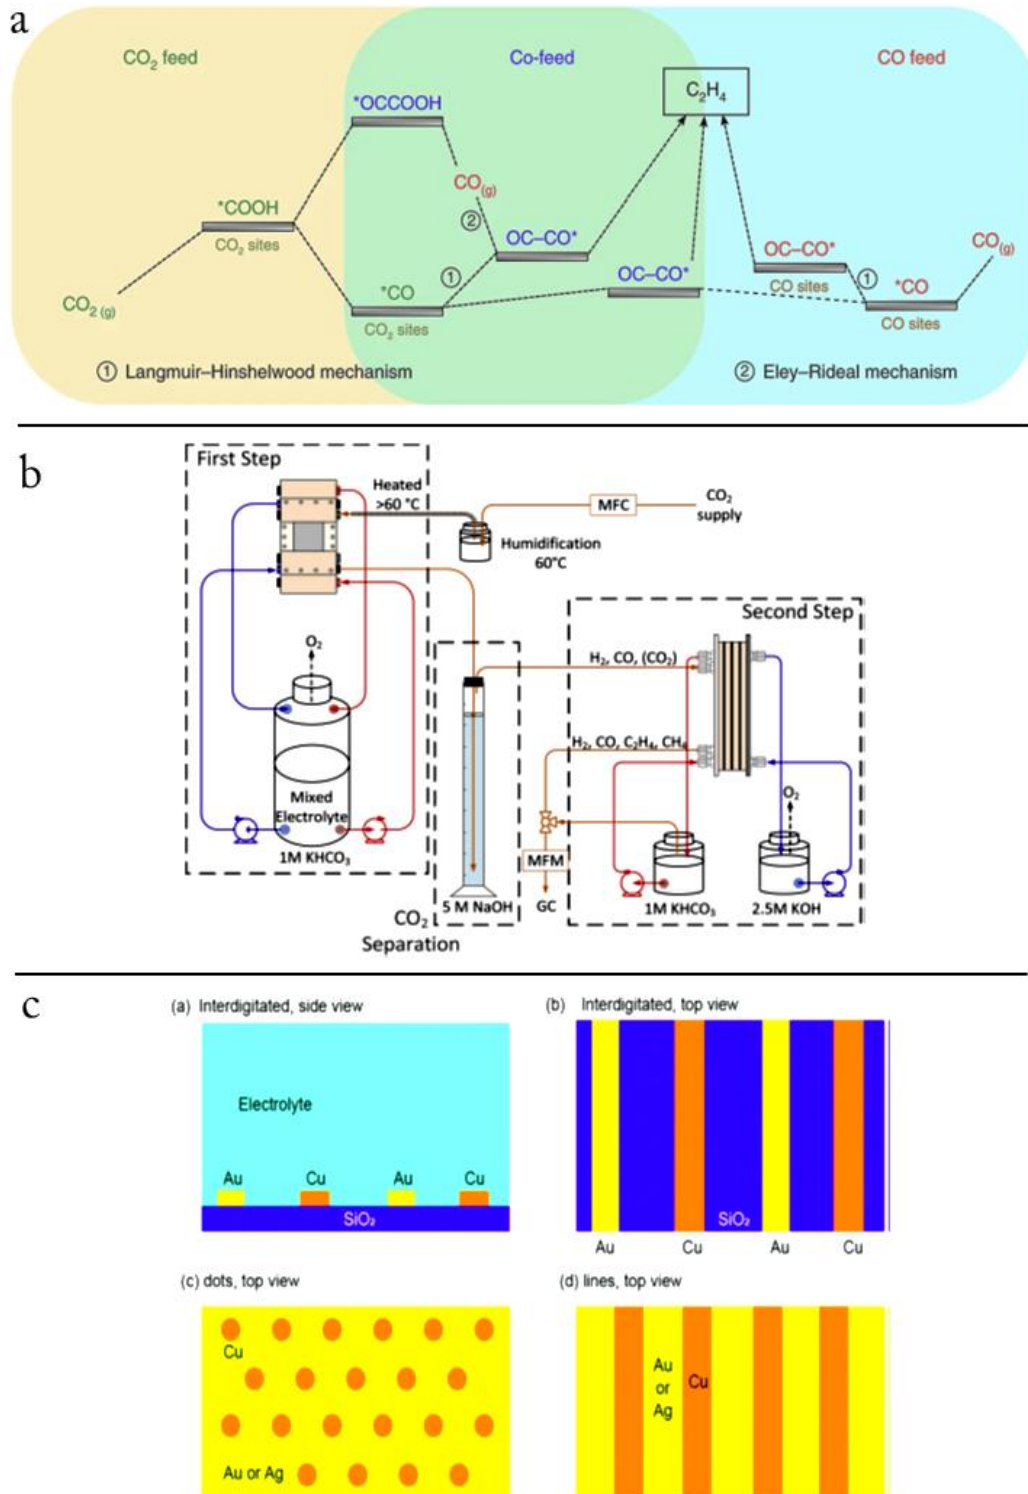 a
CO₂ feed
Co-feed
CO feed
*OCCOOH
C₂H₄
CO(g)
*COOH
CO₂ sites
②
OC–CO*
OC–CO*
CO(g)
CO₂ (g)
①
*CO
CO₂ sites
OC–CO*
CO sites
①
*CO
CO sites
① Langmuir–Hinshelwood mechanism
② Eley–Rideal mechanism
b
First Step
Heated
>60 °C
MFC
CO₂
supply
Humidification
60°C
Second Step
O₂
H₂, CO, (CO₂)
H₂, CO, C₂H₄, CH₄
Mixed
Electrolyte
1M KHCO₃
O₂
MFM
5 M NaOH
GC
1M KHCO₃
2.5M KOH
CO₂
Separation
c
(a) Interdigitated, side view
(b) Interdigitated, top view
Electrolyte
Au
Cu
Au
Cu
SiO₂
SiO₂
Au
Cu
Au
Cu
(c) dots, top view
(d) lines, top view
Cu
Au or Ag
Au
or
Ag
Cu